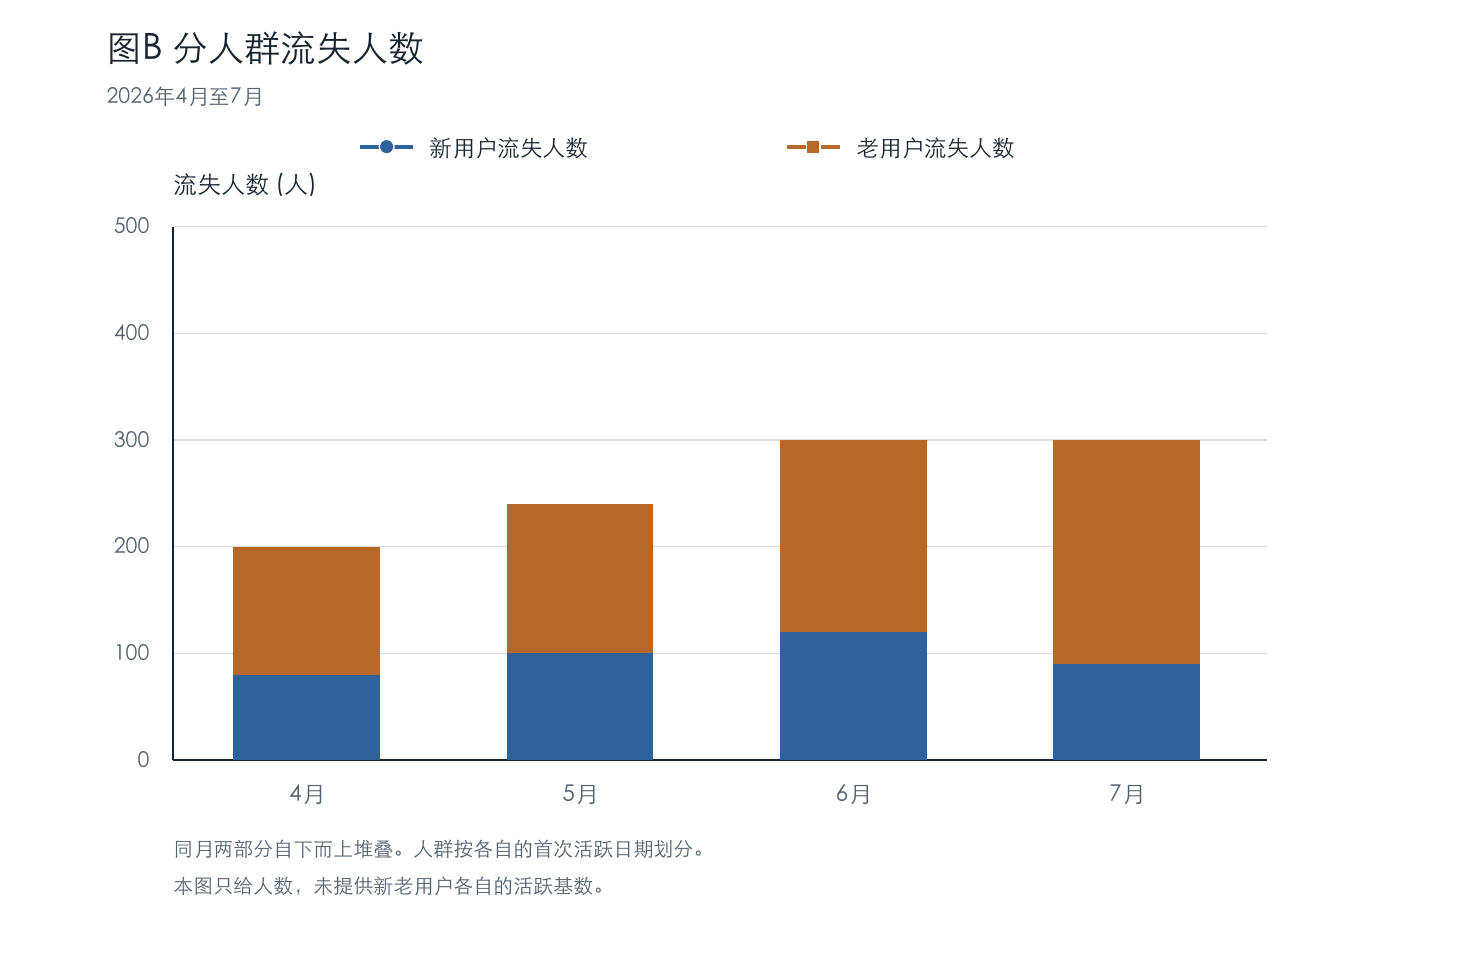 图B 分人群流失人数
2026年4月至7月
新用户流失人数
老用户流失人数
流失人数 (人)
500
400
300
200
100
0
4月
5月
6月
7月
同月两部分自下而上堆叠。人群按各自的首次活跃日期划分。
本图只给人数，未提供新老用户各自的活跃基数。